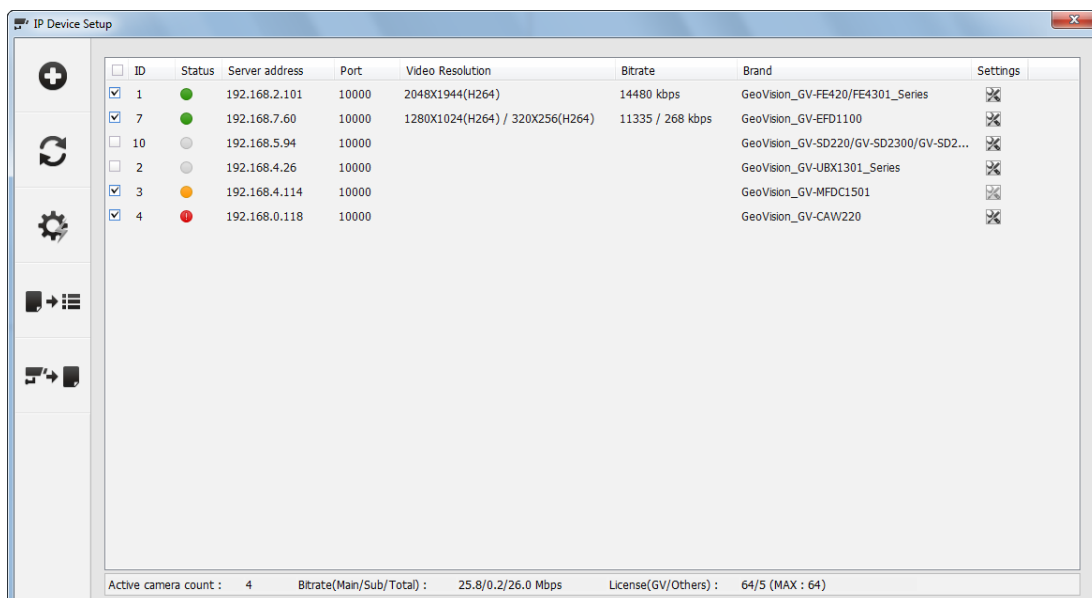 IP Device Setup
ID Status Server address Port Video Resolution Bitrate Brand Settings
1 192.168.2.101 10000 2048X1944(H264) 14480 kbps GeoVision_GV-FE420/FE4301_Series
7 192.168.7.60 10000 1280X1024(H264) / 320X256(H264) 11335 / 268 kbps GeoVision_GV-EFD1100
10 192.168.5.94 10000 GeoVision_GV-SD220/GV-SD2300/GV-SD2...
2 192.168.4.26 10000 GeoVision_GV-UBX1301_Series
3 192.168.4.114 10000 GeoVision_GV-MFDC1501
4 192.168.0.118 10000 GeoVision_GV-CAW220
Active camera count : 4 Bitrate(Main/Sub/Total) : 25.8/0.2/26.0 Mbps License(GV/Others) : 64/5 (MAX : 64)